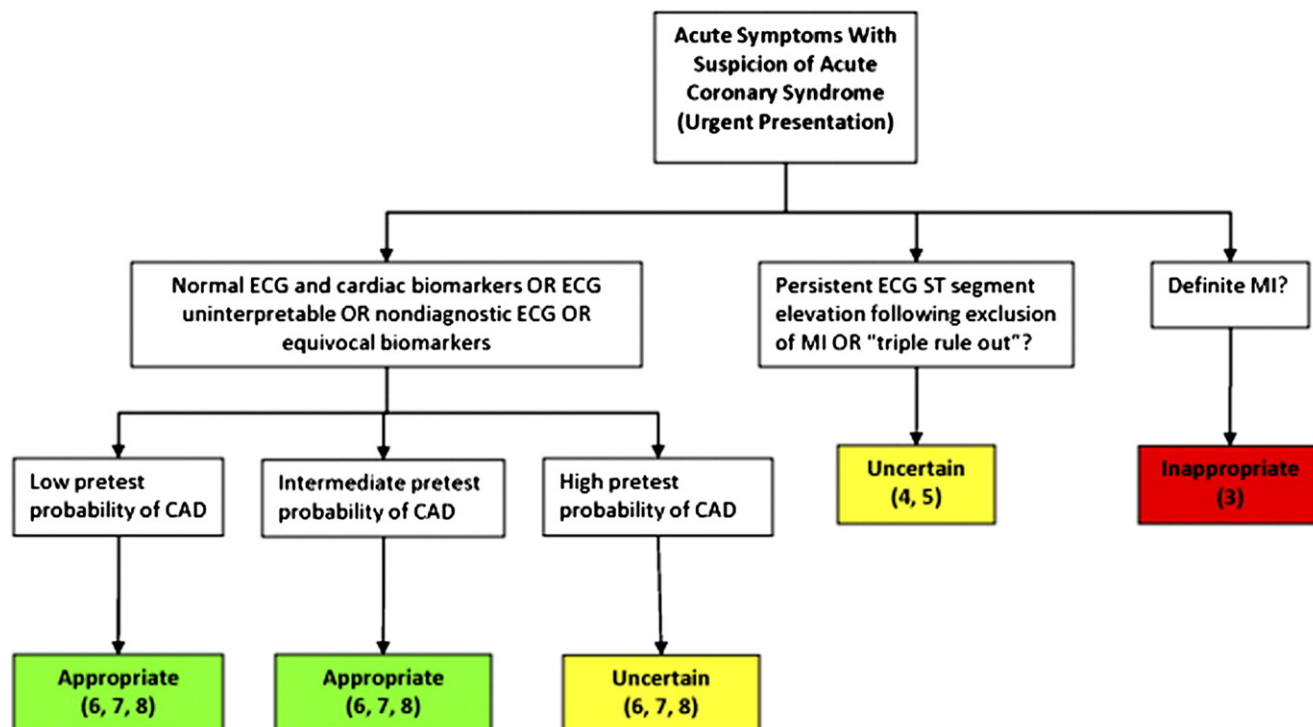 Acute Symptoms With
Suspicion of Acute
Coronary Syndrome
(Urgent Presentation)
Normal ECG and cardiac biomarkers OR ECG
uninterpretable OR nondiagnostic ECG OR
equivocal biomarkers
Persistent ECG ST segment
elevation following exclusion
of MI OR "triple rule out"?
Definite MI?
Low pretest
probability of CAD
Intermediate pretest
probability of CAD
High pretest
probability of CAD
Uncertain
(4, 5)
Inappropriate
(3)
Appropriate
(6, 7, 8)
Appropriate
(6, 7, 8)
Uncertain
(6, 7, 8)